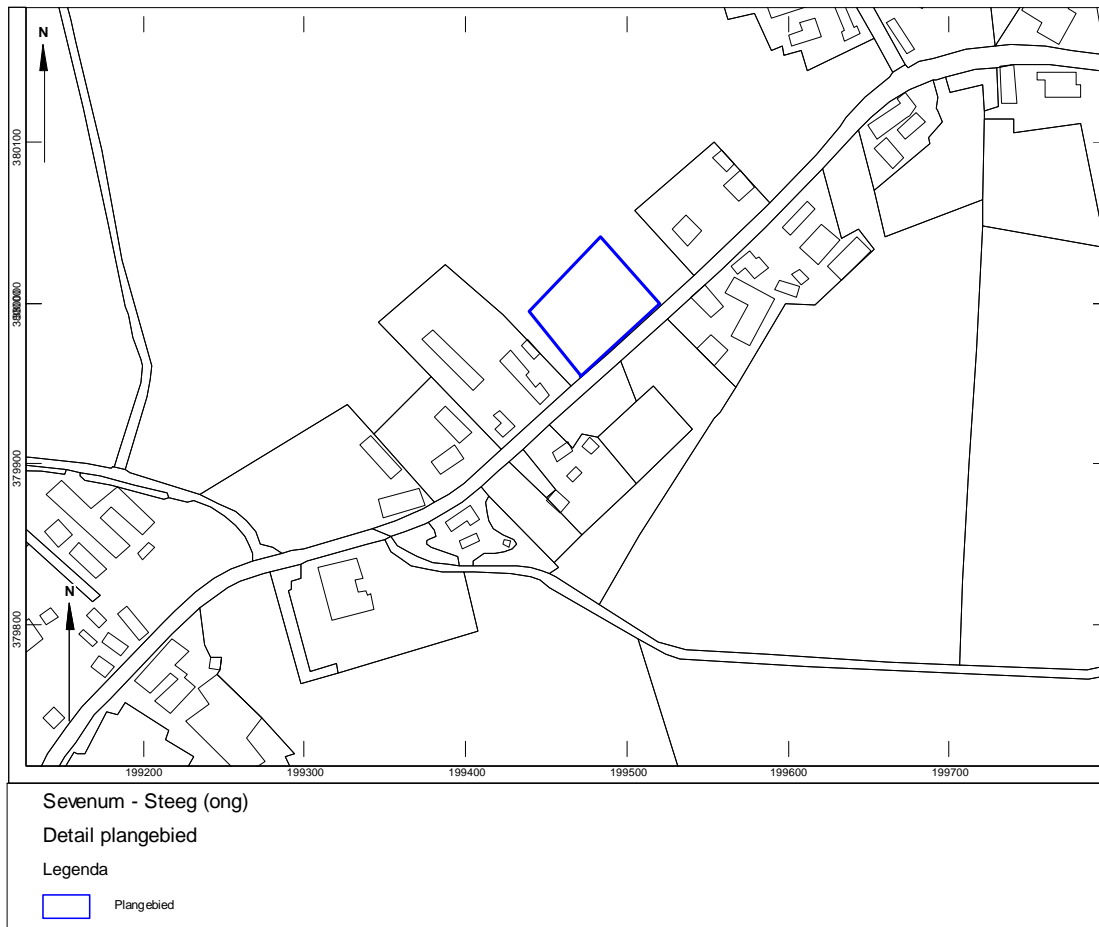 N
380100
380000
379900
379800
N
199200 199300 199400 199500 199600 199700
Sevenum - Steeg (ong)
Detail plangebied
Legenda
Plangebied